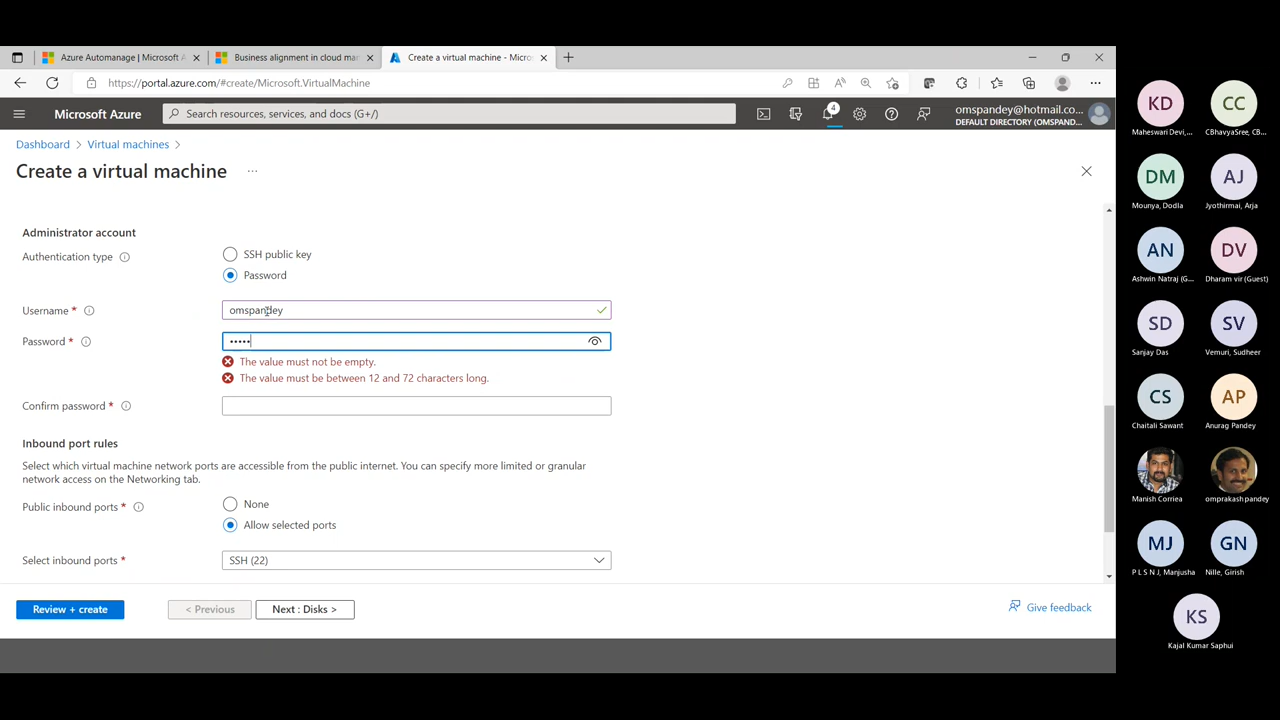 Azure Automanage | Microsoft A
Business alignment in cloud mar
Create a virtual machine - Micro
https://portal.azure.com/#create/Microsoft.VirtualMachine
Microsoft Azure
Search resources, services, and docs (G+/)
4
omspandey@hotmail.co...
DEFAULT DIRECTORY (OMSPAND...
Dashboard > Virtual machines >
Create a virtual machine ...
Administrator account
Authentication type
SSH public key
Password
Username *
omspandey
Password *
•••••
The value must not be empty.
The value must be between 12 and 72 characters long.
Confirm password *
Inbound port rules
Select which virtual machine network ports are accessible from the public internet. You can specify more limited or granular
network access on the Networking tab.
Public inbound ports *
None
Allow selected ports
Select inbound ports *
SSH (22)
Review + create
< Previous
Next : Disks >
Give feedback
KD
Maheswari Devi,...
CC
CBhavyaSree, CB...
DM
Mounya, Dodla
AJ
Jyothirmai, Arja
AN
Ashwin Natraj (G...
DV
Dharam vir (Guest)
SD
Sanjay Das
SV
Vemuri, Sudheer
CS
Chaitali Sawant
AP
Anurag Pandey
Manish Corriea
omprakash pandey
MJ
P L S N J, Manjusha
GN
Nille, Girish
KS
Kajal Kumar Saphui